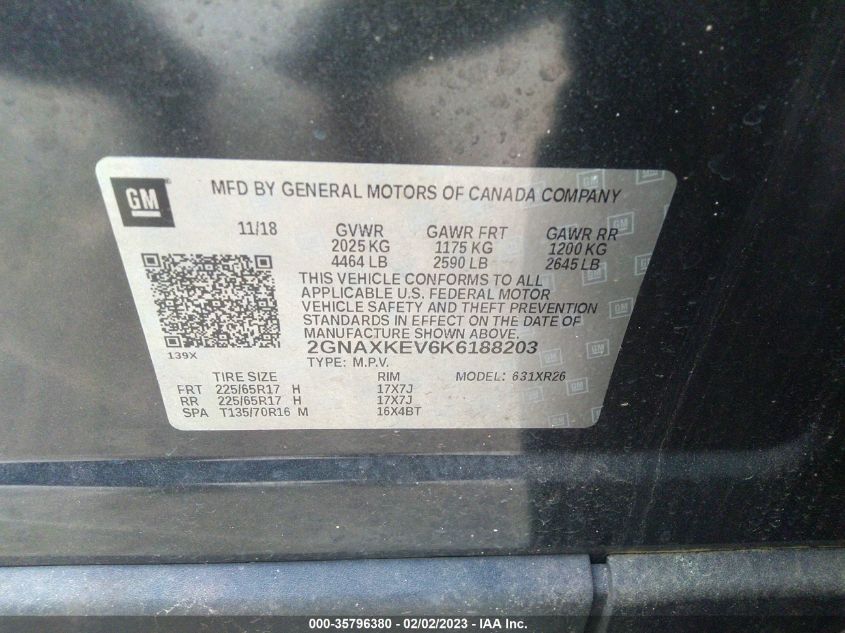 GM
MFD BY GENERAL MOTORS OF CANADA COMPANY
11/18 GVWR GAWR FRT GAWR RR
2025 KG 1175 KG 1200 KG
4464 LB 2590 LB 2645 LB
THIS VEHICLE CONFORMS TO ALL
APPLICABLE U.S. FEDERAL MOTOR
VEHICLE SAFETY AND THEFT PREVENTION
STANDARDS IN EFFECT ON THE DATE OF
MANUFACTURE SHOWN ABOVE.
139X
2GNAXKEV6K6188203
TYPE: M.P.V.
TIRE SIZE RIM MODEL: 631XR26
FRT 225/65R17 H 17X7J
RR 225/65R17 H 17X7J
SPA T135/70R16 M 16X4BT
000-35796380 - 02/02/2023 - IAA Inc.